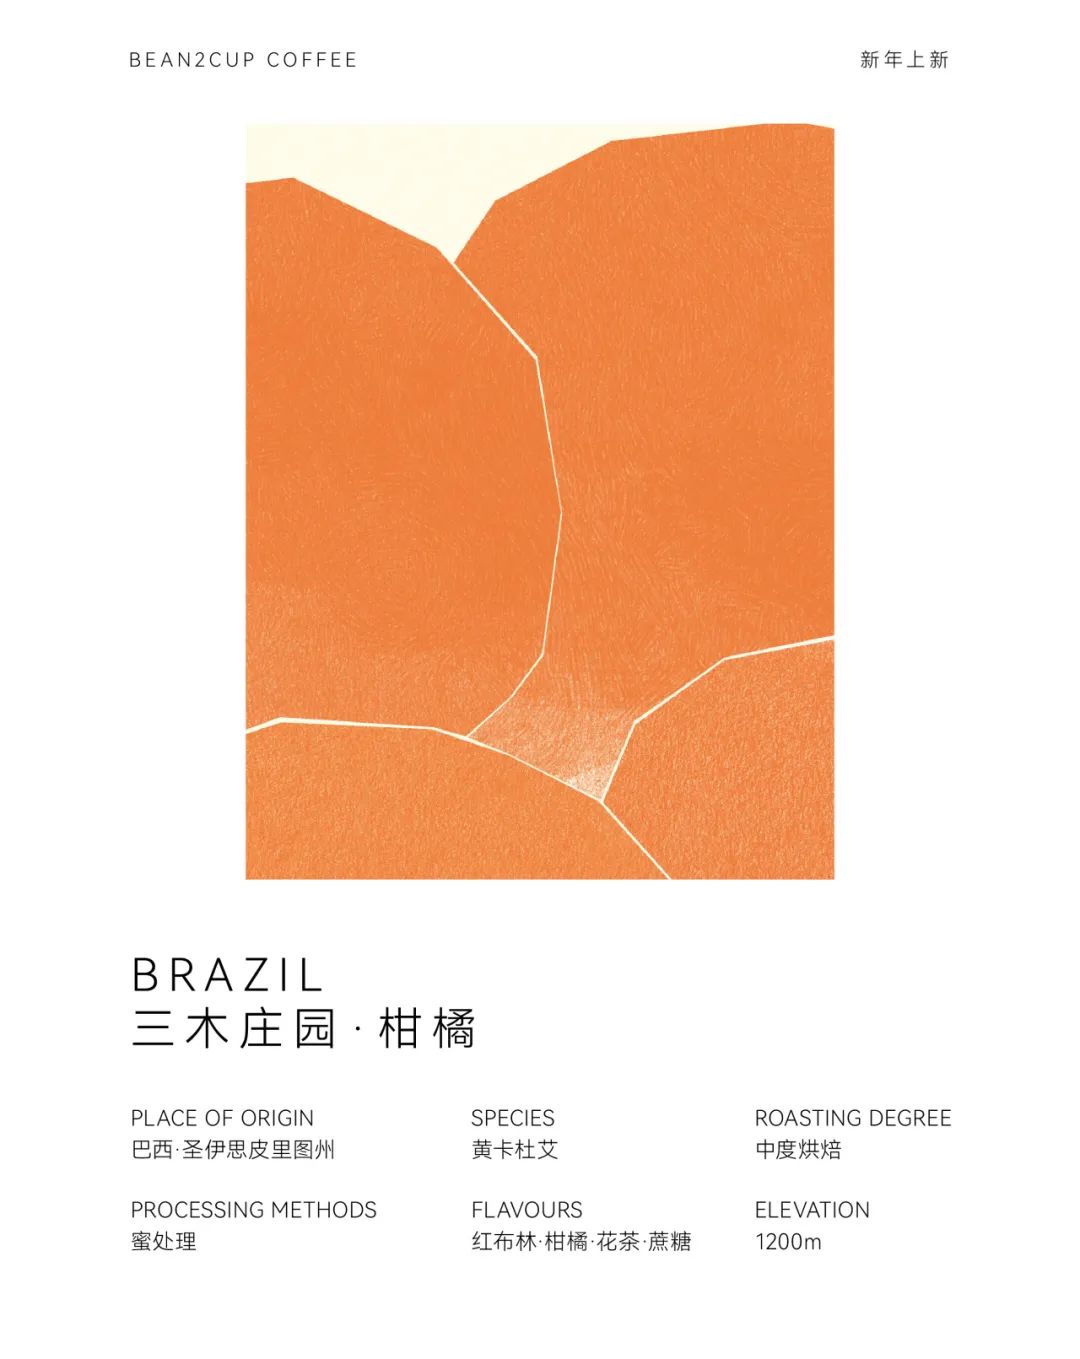 BEAN2CUP COFFEE
新年上新
BRAZIL
三木庄园·柑橘
PLACE OF ORIGIN
巴西·圣伊思皮里图州
SPECIES
黄卡杜艾
ROASTING DEGREE
中度烘焙
PROCESSING METHODS
蜜处理
FLAVOURS
红布林·柑橘·花茶·蔗糖
ELEVATION
1200m